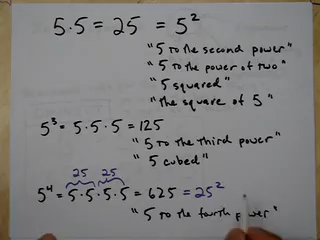 5·5 = 25 = 5²
"5 to the second power"
"5 to the power of two"
"5 squared"
"the square of 5"
5³ = 5·5·5 = 125
"5 to the third power"
"5 cubed"
25 25
5⁴ = 5·5·5·5 = 625 = 25²
"5 to the fourth power"